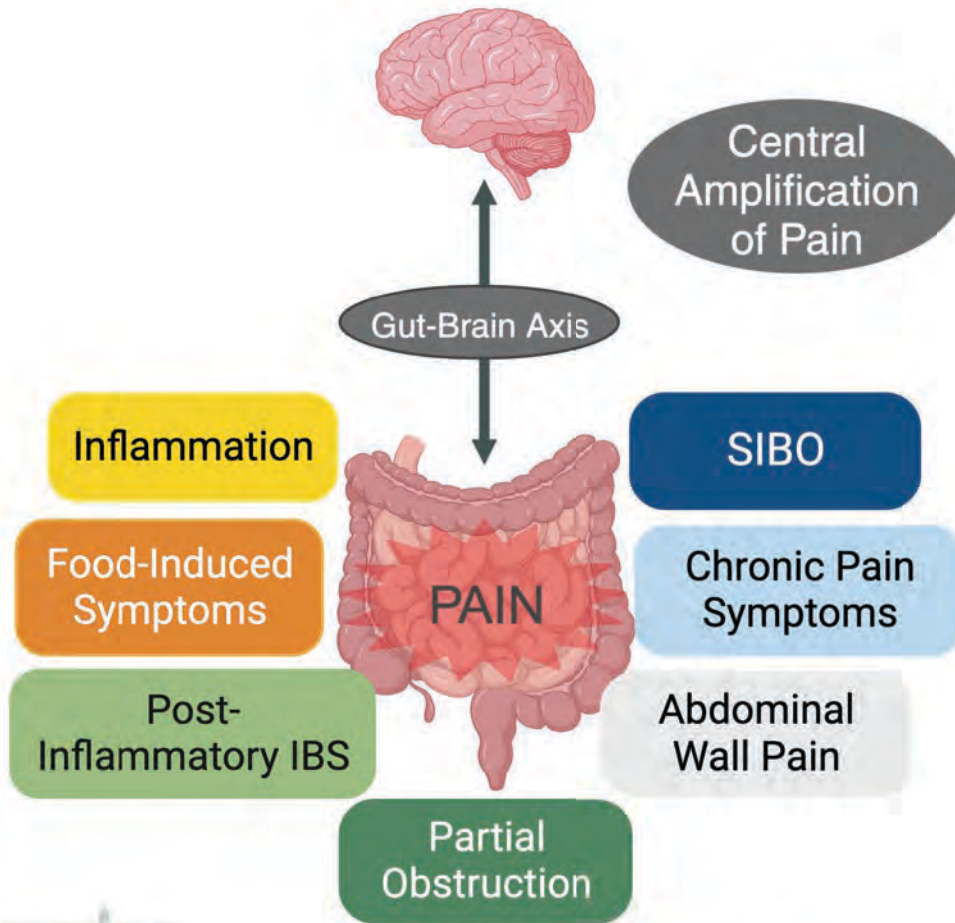 Central
Amplification
of Pain
Gut-Brain Axis
Inflammation
SIBO
Food-Induced
Symptoms
PAIN
Chronic Pain
Symptoms
Post-
Inflammatory IBS
Abdominal
Wall Pain
Partial
Obstruction